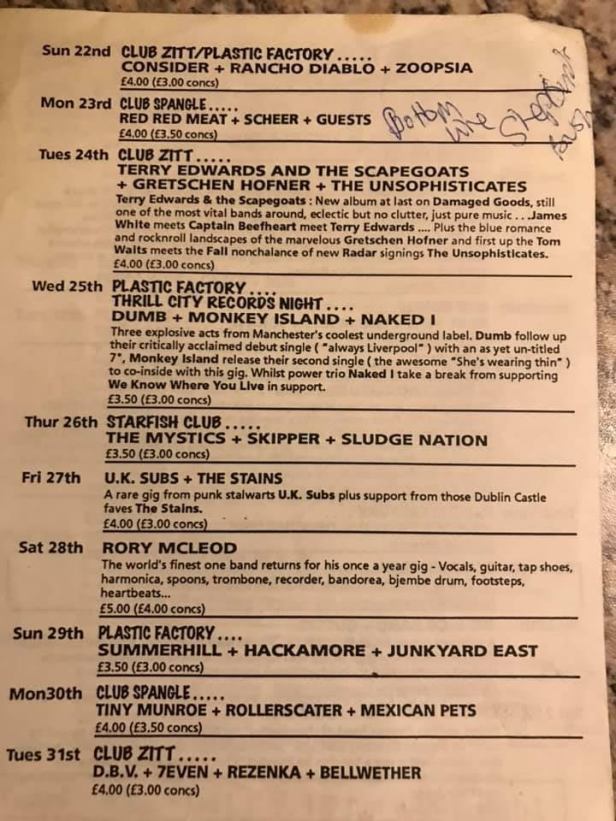 Sun 22nd CLUB ZITT/PLASTIC FACTORY .....
CONSIDER + RANCHO DIABLO + ZOOPSIA
£4.00 (£3.00 concs)
Mon 23rd CLUB SPANGLE.....
RED RED MEAT + SCHEER + GUESTS
£4.00 (£3.50 concs)
Bottom
line
Tues 24th CLUB ZITT.....
TERRY EDWARDS AND THE SCAPEGOATS
+ GRETSCHEN HOFNER + THE UNSOPHISTICATES
Terry Edwards & the Scapegoats : New album at last on Damaged Goods, still
one of the most vital bands around, eclectic but no clutter, just pure music . . .James
White meets Captain Beefheart meet Terry Edwards .... Plus the blue romance
and rocknroll landscapes of the marvelous Gretschen Hofner and first up the Tom
Waits meets the Fall nonchalance of new Radar signings The Unsophisticates.
£4.00 (£3.00 concs)
Wed 25th PLASTIC FACTORY ....
THRILL CITY RECORDS NIGHT ....
DUMB + MONKEY ISLAND + NAKED I
Three explosive acts from Manchester's coolest underground label. Dumb follow up
their critically acclaimed debut single ( "always Liverpool" ) with an as yet un-titled
7", Monkey Island release their second single ( the awesome "She's wearing thin" )
to co-inside with this gig. Whilst power trio Naked I take a break from supporting
We Know Where You Live in support.
£3.50 (£3.00 concs)
Thur 26th STARFISH CLUB .....
THE MYSTICS + SKIPPER + SLUDGE NATION
£3.50 (£3.00 concs)
Fri 27th U.K. SUBS + THE STAINS
A rare gig from punk stalwarts U.K. Subs plus support from those Dublin Castle
faves The Stains.
£4.00 (£3.00 concs)
Sat 28th RORY MCLEOD
The world's finest one band returns for his once a year gig - Vocals, guitar, tap shoes,
harmonica, spoons, trombone, recorder, bandorea, bjembe drum, footsteps,
heartbeats...
£5.00 (£4.00 concs)
Sun 29th PLASTIC FACTORY ....
SUMMERHILL + HACKAMORE + JUNKYARD EAST
£3.50 (£3.00 concs)
Mon30th CLUB SPANGLE.....
TINY MUNROE + ROLLERSCATER + MEXICAN PETS
£4.00 (£3.50 concs)
Tues 31st CLUB ZITT.....
D.B.V. + 7EVEN + REZENKA + BELLWETHER
£4.00 (£3.00 concs)